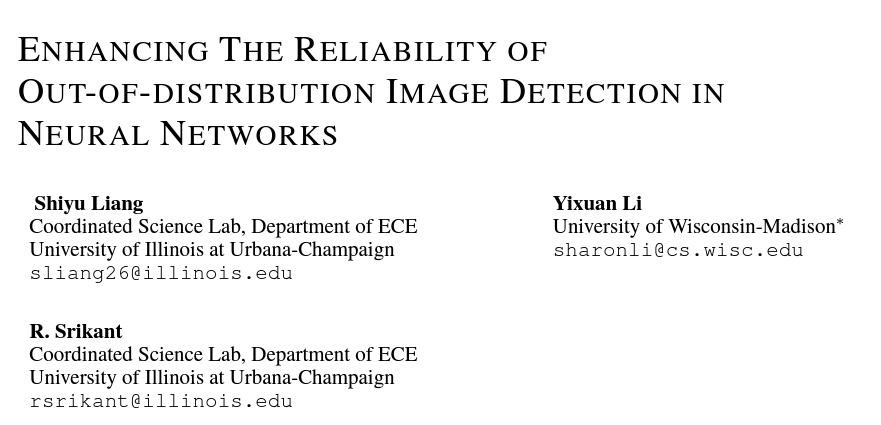 ENHANCING THE RELIABILITY OF
OUT-OF-DISTRIBUTION IMAGE DETECTION IN
NEURAL NETWORKS
Shiyu Liang
Coordinated Science Lab, Department of ECE
University of Illinois at Urbana-Champaign
sliang26@illinois.edu
Yixuan Li
University of Wisconsin-Madison*
sharonli@cs.wisc.edu
R. Srikant
Coordinated Science Lab, Department of ECE
University of Illinois at Urbana-Champaign
rsrikant@illinois.edu